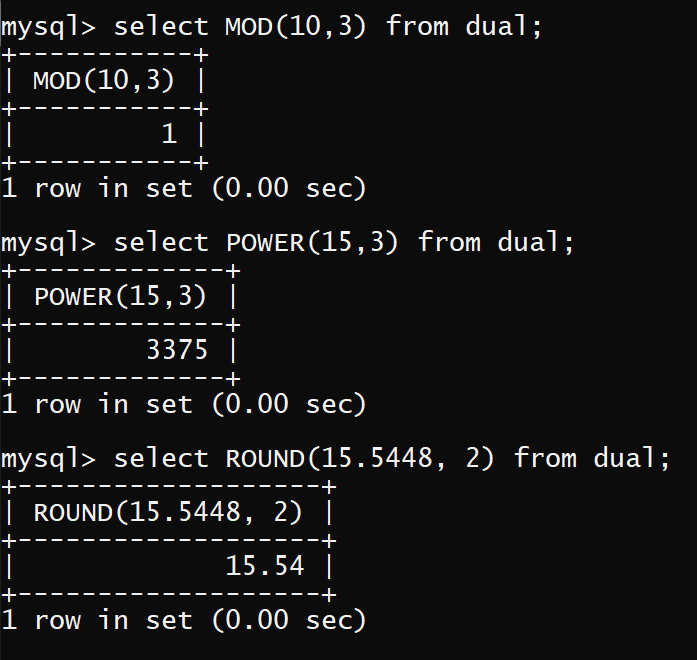 mysql> select MOD(10,3) from dual;
+-----------+
| MOD(10,3) |
+-----------+
|         1 |
+-----------+
1 row in set (0.00 sec)

mysql> select POWER(15,3) from dual;
+-------------+
| POWER(15,3) |
+-------------+
|        3375 |
+-------------+
1 row in set (0.00 sec)

mysql> select ROUND(15.5448, 2) from dual;
+-------------------+
| ROUND(15.5448, 2) |
+-------------------+
|             15.54 |
+-------------------+
1 row in set (0.00 sec)